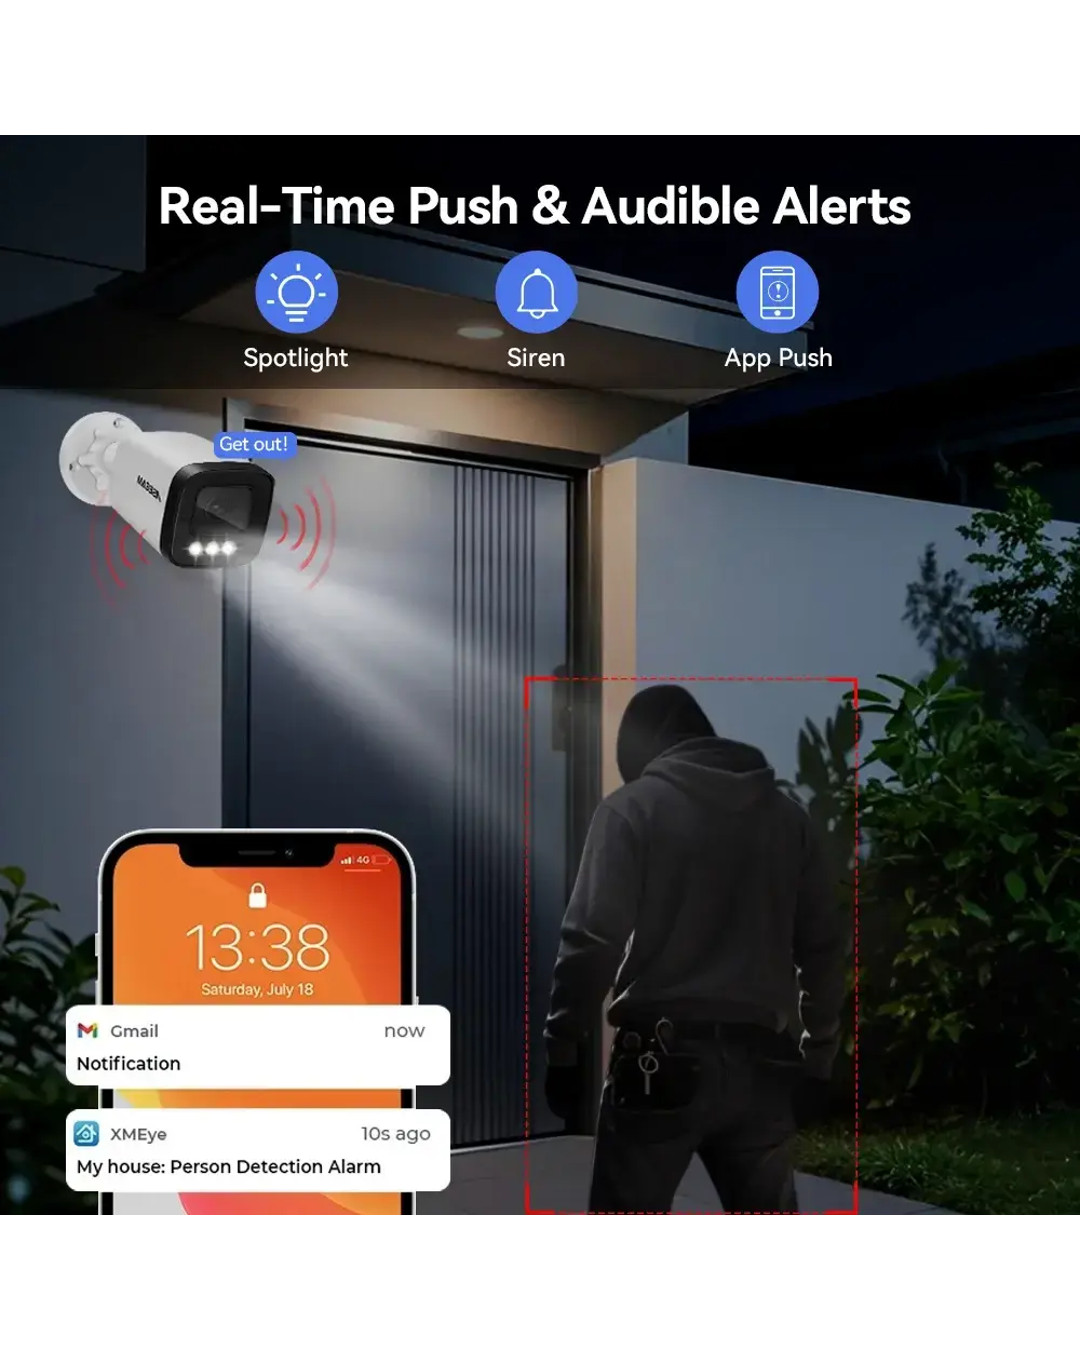 Real-Time Push & Audible Alerts
Spotlight
Siren
App Push
Get out!
4G
13:38
Saturday, July 18
Gmail
now
Notification
XMEye
10s ago
My house: Person Detection Alarm